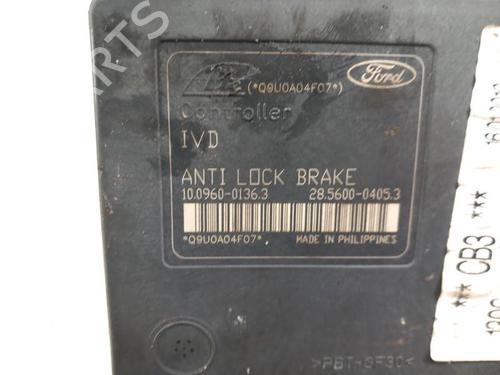 PARTS
(*Q9U0A04F07*)
Ford
Controller
IVD
ANTI LOCK BRAKE
10.0960-0136.3 28.5600-0405.3
*Q9U0A04F07* MADE IN PHILIPPINES
*** CB3 ***
>PBT-GF30<